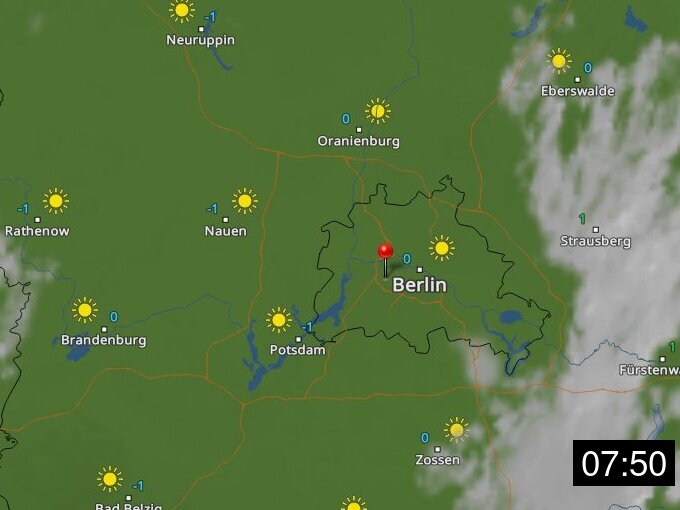 -1
Neuruppin
0
Eberswalde
0
Oranienburg
-1
Rathenow
-1
Nauen
1
Strausberg
0
Berlin
0
Brandenburg
-1
Potsdam
1
Fürstenwa
0
Zossen
07:50
-1
Bad Belzig